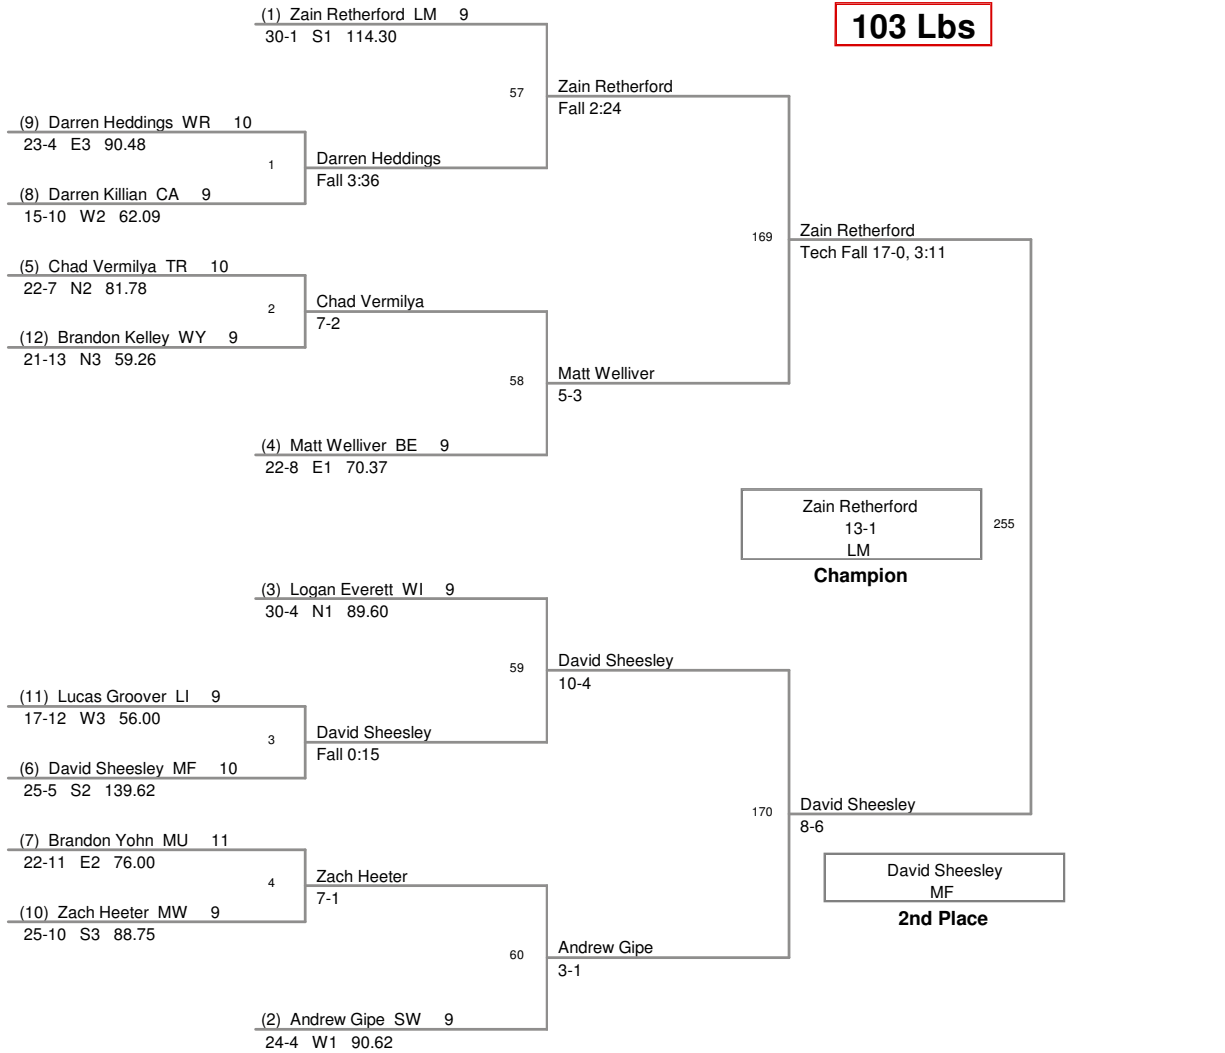 (1) Zain Retherford LM 9
103 Lbs
30-1 S1 114.30
57
Zain Retherford
Fall 2:24
(9) Darren Heddings WR 10
23-4 E3 90.48
1
Darren Heddings
Fall 3:36
(8) Darren Killian CA 9
15-10 W2 62.09
169
Zain Retherford
Tech Fall 17-0, 3:11
(5) Chad Vermilya TR 10
22-7 N2 81.78
2
Chad Vermilya
7-2
(12) Brandon Kelley WY 9
21-13 N3 59.26
58
Matt Welliver
5-3
(4) Matt Welliver BE 9
22-8 E1 70.37
Zain Retherford
13-1
LM
255
Champion
(3) Logan Everett WI 9
30-4 N1 89.60
59
David Sheesley
10-4
(11) Lucas Groover LI 9
17-12 W3 56.00
3
David Sheesley
Fall 0:15
(6) David Sheesley MF 10
25-5 S2 139.62
170
David Sheesley
8-6
(7) Brandon Yohn MU 11
22-11 E2 76.00
4
Zach Heeter
7-1
David Sheesley
MF
2nd Place
(10) Zach Heeter MW 9
25-10 S3 88.75
60
Andrew Gipe
3-1
(2) Andrew Gipe SW 9
24-4 W1 90.62